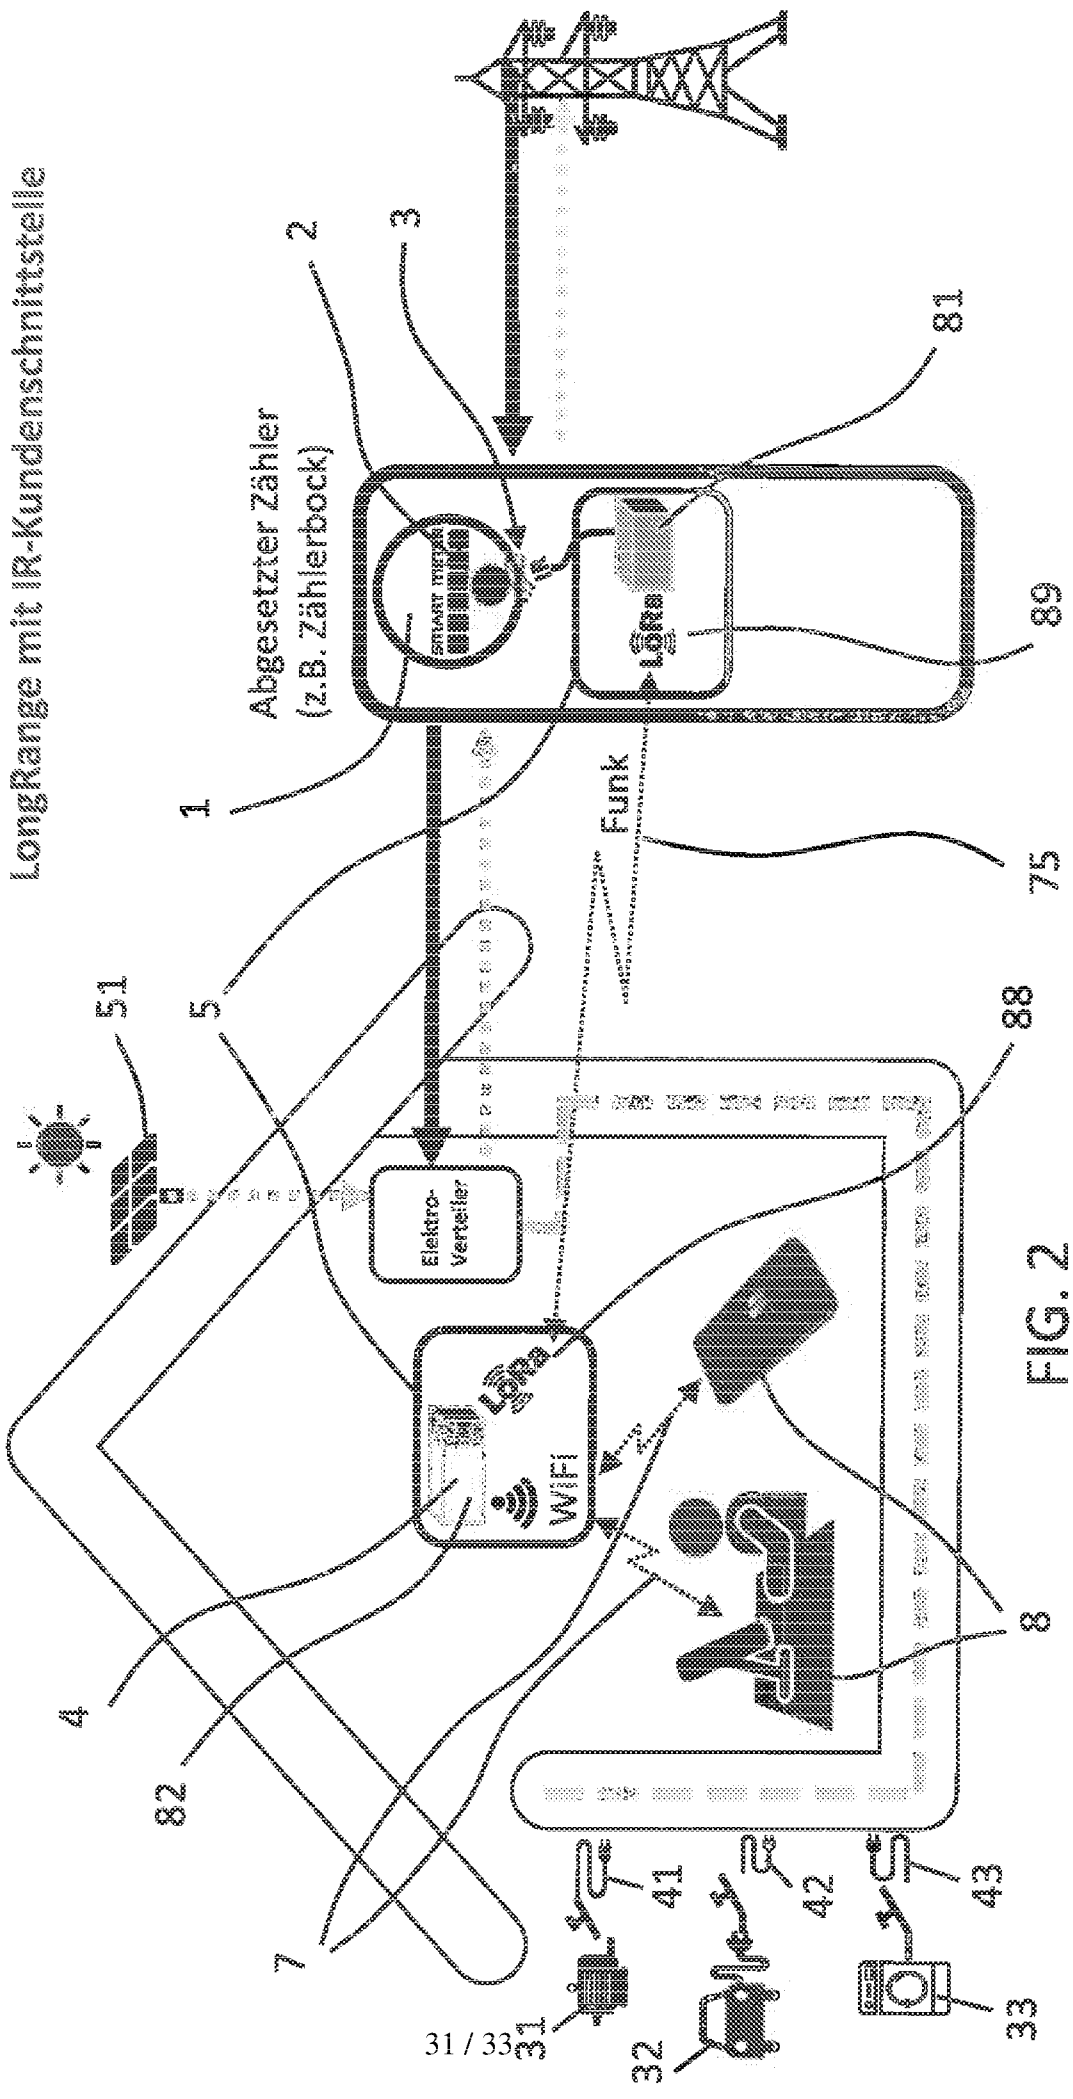 LongRange mit IR-Kundenschnittstelle
Abgesetzter Zähler
(z.B. Zählerbock)
51
5
1
2
3
SMART METER
IR
LoRa
81
89
Funk
75
Elektro-
Verteiler
4
82
LoRa
WiFi
88
7
8
31
41
32
42
33
43
FIG. 2
31 / 33